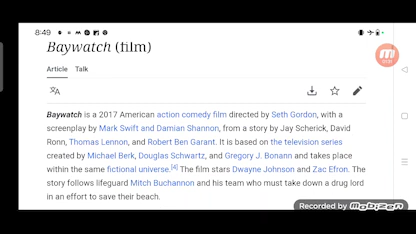 8:49
Baywatch (film)
Article Talk
Baywatch is a 2017 American action comedy film directed by Seth Gordon, with a
screenplay by Mark Swift and Damian Shannon, from a story by Jay Scherick, David
Ronn, Thomas Lennon, and Robert Ben Garant. It is based on the television series
created by Michael Berk, Douglas Schwartz, and Gregory J. Bonann and takes place
within the same fictional universe.[4] The film stars Dwayne Johnson and Zac Efron. The
story follows lifeguard Mitch Buchannon and his team who must take down a drug lord
in an effort to save their beach.
Recorded by Mobizen